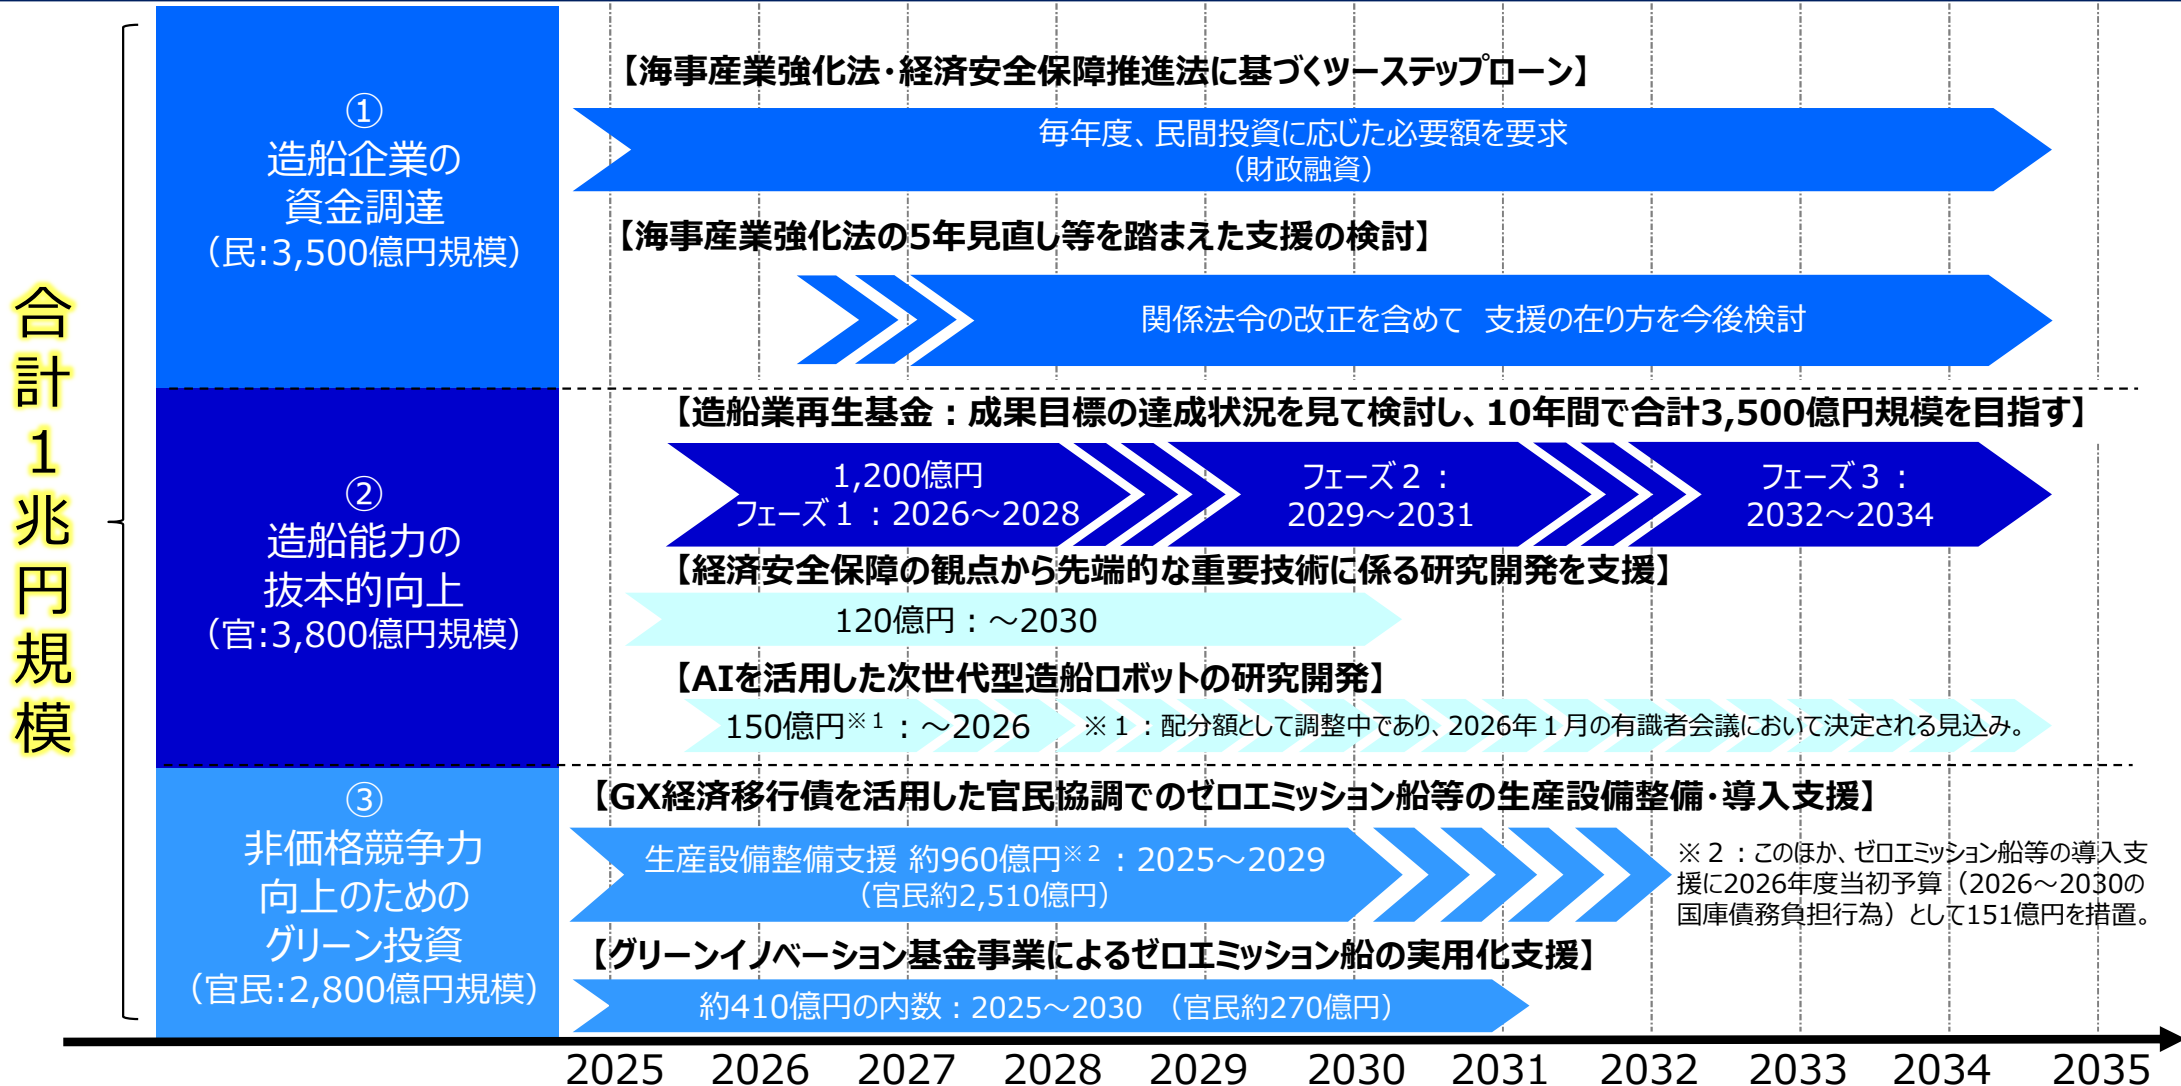 合計1兆円規模
①
造船企業の
資金調達
（民:3,500億円規模）
【海事産業強化法･経済安全保障推進法に基づくツーステップローン】
毎年度、民間投資に応じた必要額を要求
（財政融資）
【海事産業強化法の5年見直し等を踏まえた支援の検討】
関係法令の改正を含めて　支援の在り方を今後検討
②
造船能力の
抜本的向上
（官:3,800億円規模）
【造船業再生基金：成果目標の達成状況を見て検討し、10年間で合計3,500億円規模を目指す】
1,200億円
フェーズ１：2026～2028
フェーズ２：
2029～2031
フェーズ３：
2032～2034
【経済安全保障の観点から先端的な重要技術に係る研究開発を支援】
120億円：～2030
【AIを活用した次世代型造船ロボットの研究開発】
150億円※１：～2026
※１：配分額として調整中であり、2026年１月の有識者会議において決定される見込み。
③
非価格競争力
向上のための
グリーン投資
（官民:2,800億円規模）
【GX経済移行債を活用した官民協調でのゼロエミッション船等の生産設備整備･導入支援】
生産設備整備支援 約960億円※２：2025～2029
（官民約2,510億円）
※２：このほか、ゼロエミッション船等の導入支
援に2026年度当初予算（2026～2030の
国庫債務負担行為）として151億円を措置。
【グリーンイノベーション基金事業によるゼロエミッション船の実用化支援】
約410億円の内数：2025～2030 （官民約270億円）
2025 2026 2027 2028 2029 2030 2031 2032 2033 2034 2035